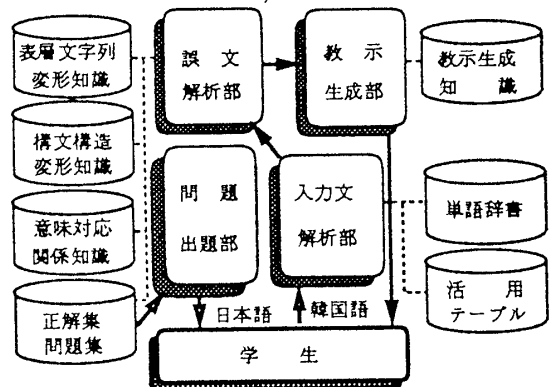 表層文字列
変形知識
構文構造
変形知識
意味対応
関係知識
正解集
問題集
誤文
解析部
教示
生成部
問題
出題部
入力文
解析部
教示生成
知識
単語辞書
活用
テーブル
日本語
韓国語
学生